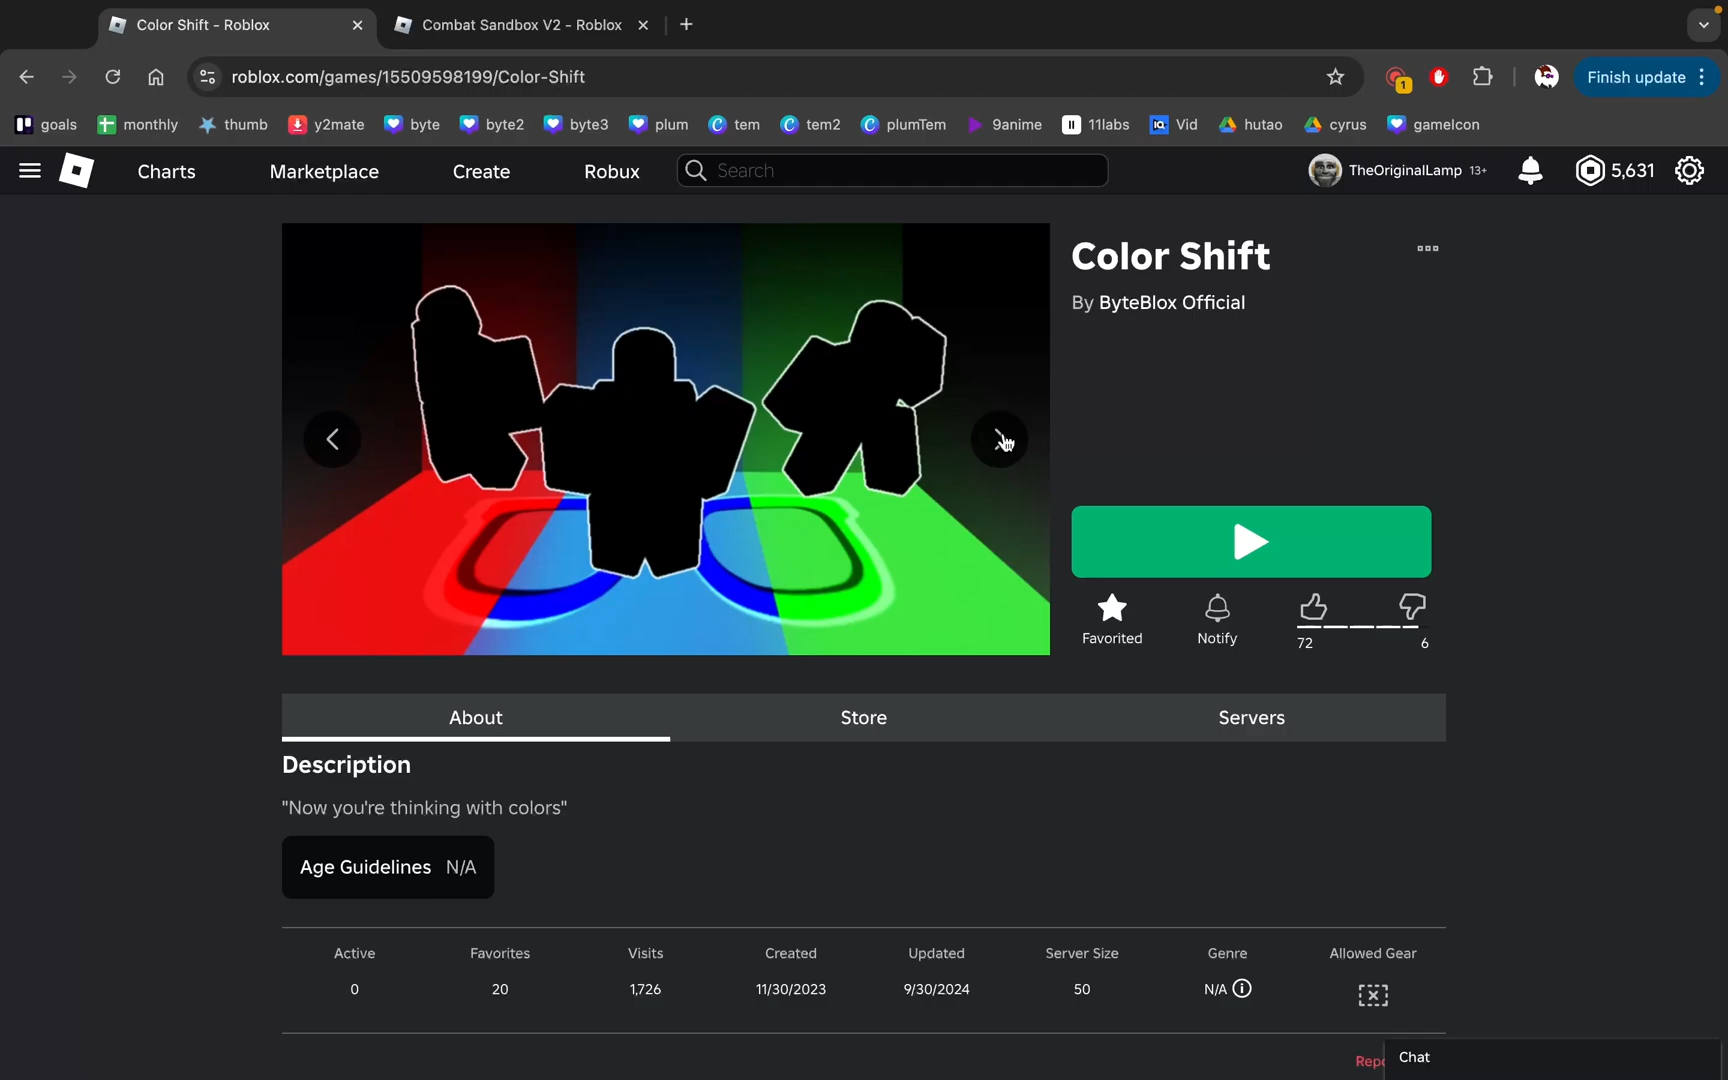 Color Shift - Roblox
Combat Sandbox V2 - Roblox
roblox.com/games/15509598199/Color-Shift
1
Finish update
goals
monthly
thumb
y2mate
byte
byte2
byte3
plum
tem
tem2
plumTem
9anime
11labs
Vid
hutao
cyrus
gameIcon
Charts
Marketplace
Create
Robux
Search
TheOriginalLamp 13+
5,631
Color Shift
By ByteBlox Official
Favorited
Notify
72
6
About
Store
Servers
Description
"Now you're thinking with colors"
Age Guidelines N/A
Active
Favorites
Visits
Created
Updated
Server Size
Genre
Allowed Gear
0
20
1,726
11/30/2023
9/30/2024
50
N/A
Repo
Chat